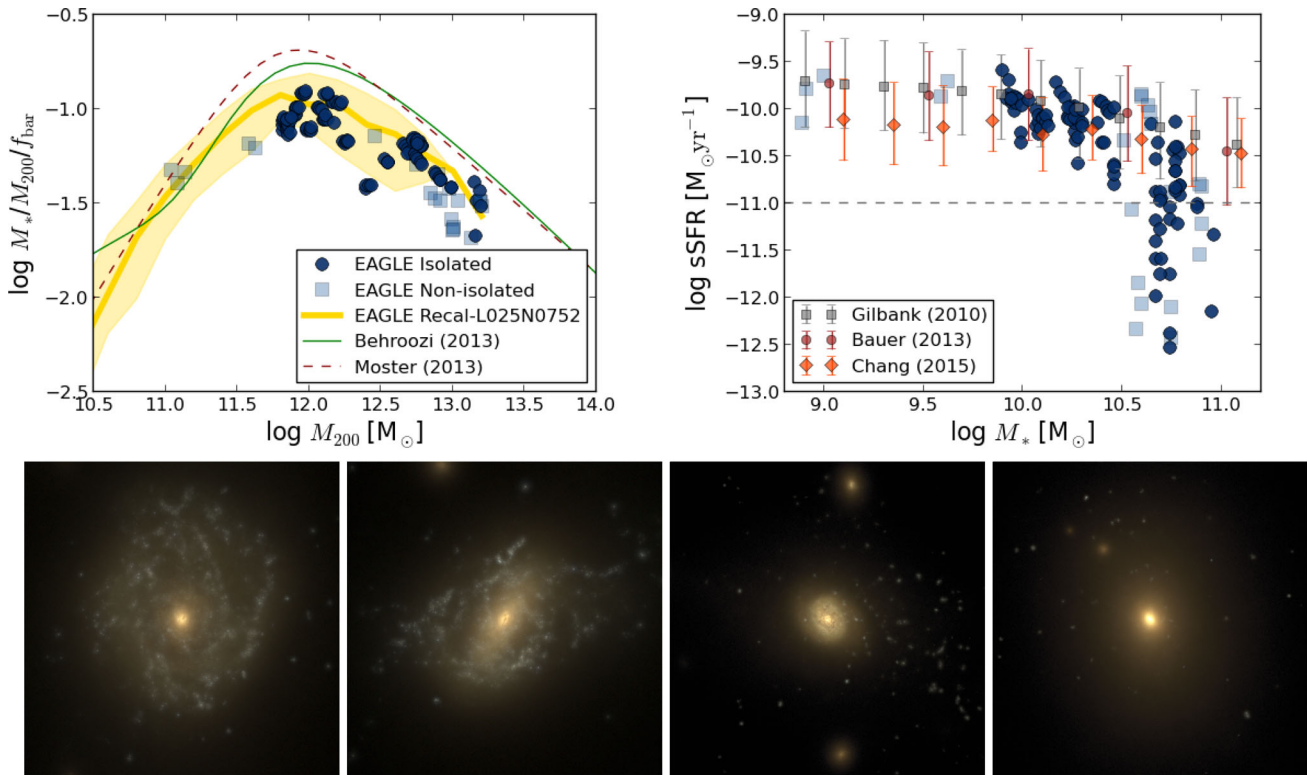 log M*/M200/fbar
−0.5
−1.0
−1.5
−2.0
−2.5
10.5 11.0 11.5 12.0 12.5 13.0 13.5 14.0
log M200 [M⊙]
EAGLE Isolated
EAGLE Non-isolated
EAGLE Recal-L025N0752
Behroozi (2013)
Moster (2013)
log sSFR [M⊙yr−1]
−9.0
−9.5
−10.0
−10.5
−11.0
−11.5
−12.0
−12.5
−13.0
9.0 9.5 10.0 10.5 11.0
log M* [M⊙]
Gilbank (2010)
Bauer (2013)
Chang (2015)